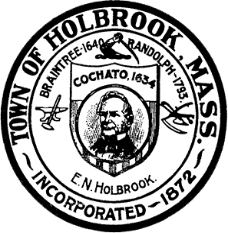 TOWN OF HOLBROOK, MASS.
INCORPORATED—1872—
BRAINTREE-1640
RANDOLPH-1793
COCHATO, 1634
E.N. HOLBROOK.